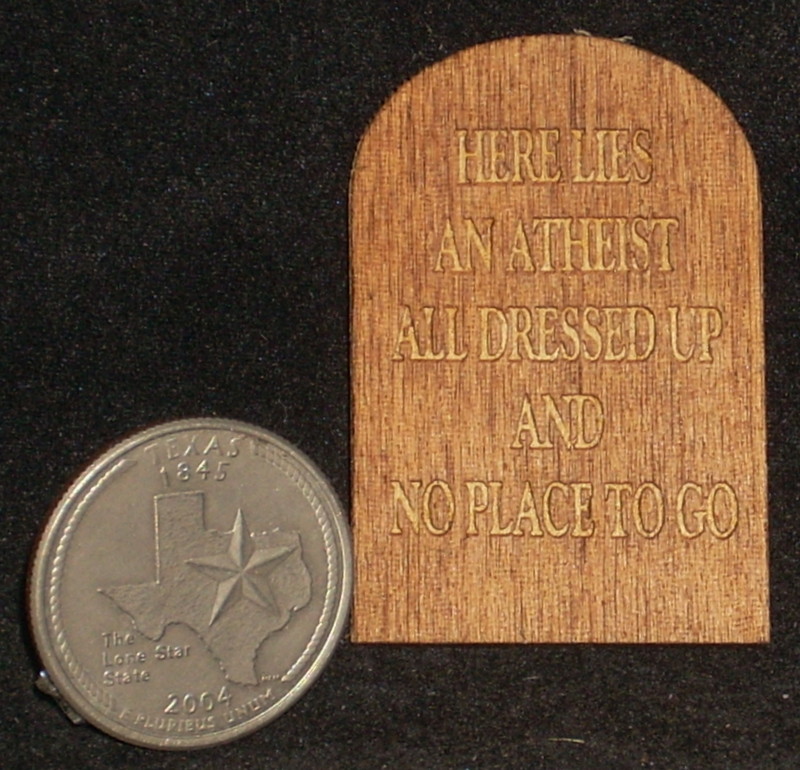 HERE LIES
AN ATHEIST
ALL DRESSED UP
AND
NO PLACE TO GO
TEXAS
1845
The
Lone Star
State
2004
E PLURIBUS UNUM